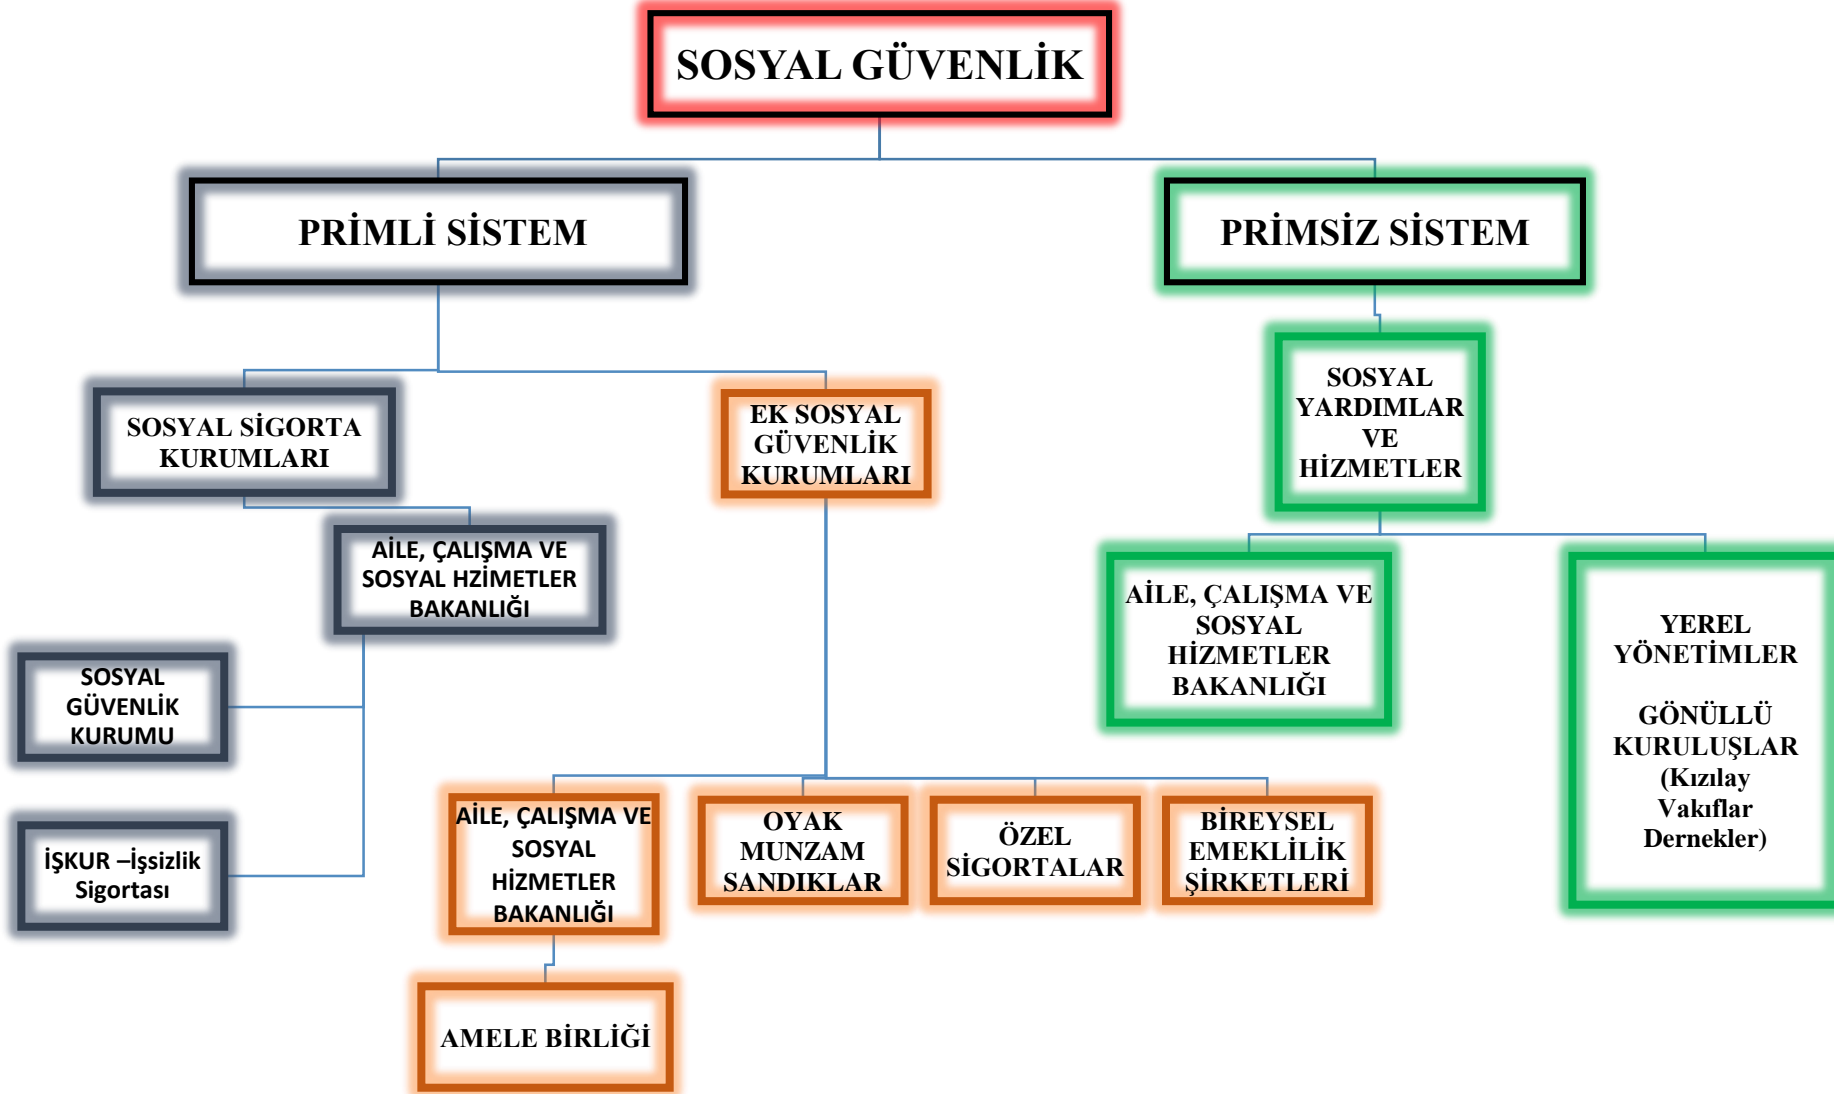 SOSYAL GÜVENLİK
PRİMLİ SİSTEM
PRİMSİZ SİSTEM
SOSYAL SİGORTA
KURUMLARI
EK SOSYAL
GÜVENLİK
KURUMLARI
SOSYAL
YARDIMLAR
VE
HİZMETLER
AİLE, ÇALIŞMA VE
SOSYAL HZİMETLER
BAKANLIĞI
SOSYAL
GÜVENLİK
KURUMU
İŞKUR –İşsizlik
Sigortası
AİLE, ÇALIŞMA VE
SOSYAL
HİZMETLER
BAKANLIĞI
AMELE BİRLİĞİ
OYAK
MUNZAM
SANDIKLAR
ÖZEL
SİGORTALAR
BİREYSEL
EMEKLİLİK
ŞİRKETLERİ
AİLE, ÇALIŞMA VE
SOSYAL
HİZMETLER
BAKANLIĞI
YEREL
YÖNETİMLER
GÖNÜLLÜ
KURULUŞLAR
(Kızılay
Vakıflar
Dernekler)